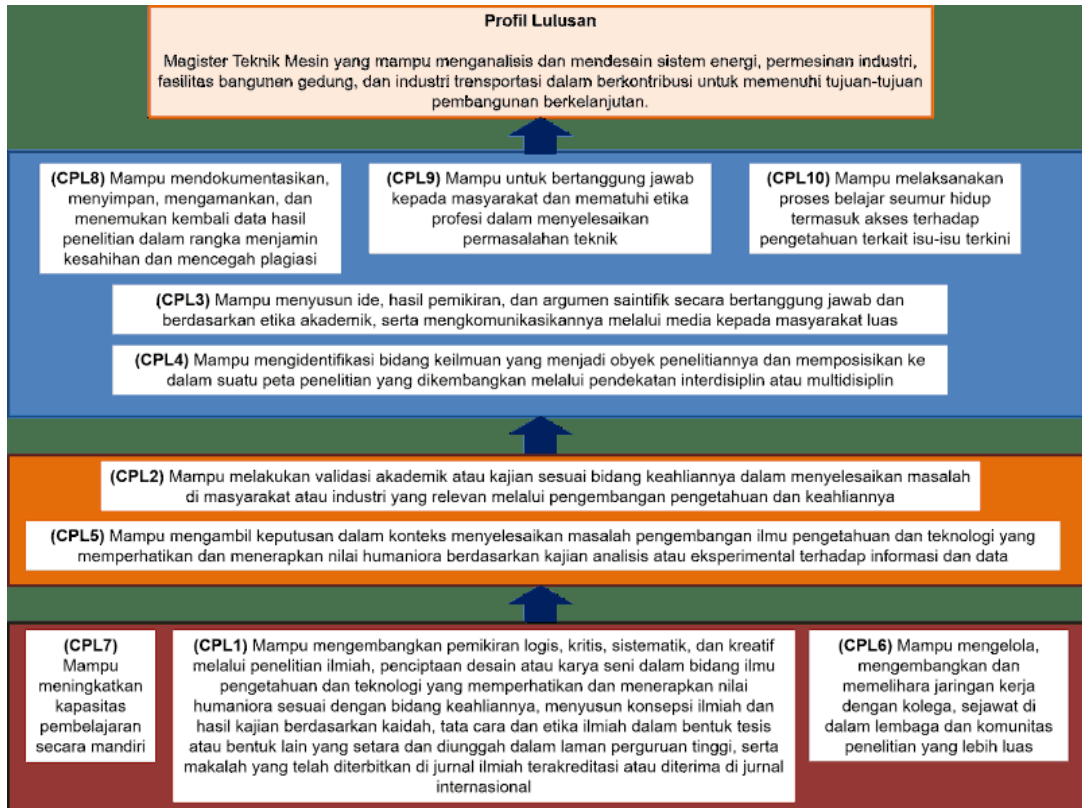 Profil Lulusan
Magister Teknik Mesin yang mampu menganalisis dan mendesain sistem energi, permesinan industri,
fasilitas bangunan gedung, dan industri transportasi dalam berkontribusi untuk memenuhi tujuan-tujuan
pembangunan berkelanjutan.
(CPL8) Mampu mendokumentasikan,
menyimpan, mengamankan, dan
menemukan kembali data hasil
penelitian dalam rangka menjamin
kesahihan dan mencegah plagiasi
(CPL9) Mampu untuk bertanggung jawab
kepada masyarakat dan mematuhi etika
profesi dalam menyelesaikan
permasalahan teknik
(CPL10) Mampu melaksanakan
proses belajar seumur hidup
termasuk akses terhadap
pengetahuan terkait isu-isu terkini
(CPL3) Mampu menyusun ide, hasil pemikiran, dan argumen saintifik secara bertanggung jawab dan
berdasarkan etika akademik, serta mengkomunikasikannya melalui media kepada masyarakat luas
(CPL4) Mampu mengidentifikasi bidang keilmuan yang menjadi obyek penelitiannya dan memposisikan ke
dalam suatu peta penelitian yang dikembangkan melalui pendekatan interdisiplin atau multidisiplin
(CPL2) Mampu melakukan validasi akademik atau kajian sesuai bidang keahliannya dalam menyelesaikan masalah
di masyarakat atau industri yang relevan melalui pengembangan pengetahuan dan keahliannya
(CPL5) Mampu mengambil keputusan dalam konteks menyelesaikan masalah pengembangan ilmu pengetahuan dan teknologi yang
memperhatikan dan menerapkan nilai humaniora berdasarkan kajian analisis atau eksperimental terhadap informasi dan data
(CPL7)
Mampu
meningkatkan
kapasitas
pembelajaran
secara mandiri
(CPL1) Mampu mengembangkan pemikiran logis, kritis, sistematik, dan kreatif
melalui penelitian ilmiah, penciptaan desain atau karya seni dalam bidang ilmu
pengetahuan dan teknologi yang memperhatikan dan menerapkan nilai
humaniora sesuai dengan bidang keahliannya, menyusun konsepsi ilmiah dan
hasil kajian berdasarkan kaidah, tata cara dan etika ilmiah dalam bentuk tesis
atau bentuk lain yang setara dan diunggah dalam laman perguruan tinggi, serta
makalah yang telah diterbitkan di jurnal ilmiah terakreditasi atau diterima di jurnal
internasional
(CPL6) Mampu mengelola,
mengembangkan dan
memelihara jaringan kerja
dengan kolega, sejawat di
dalam lembaga dan komunitas
penelitian yang lebih luas